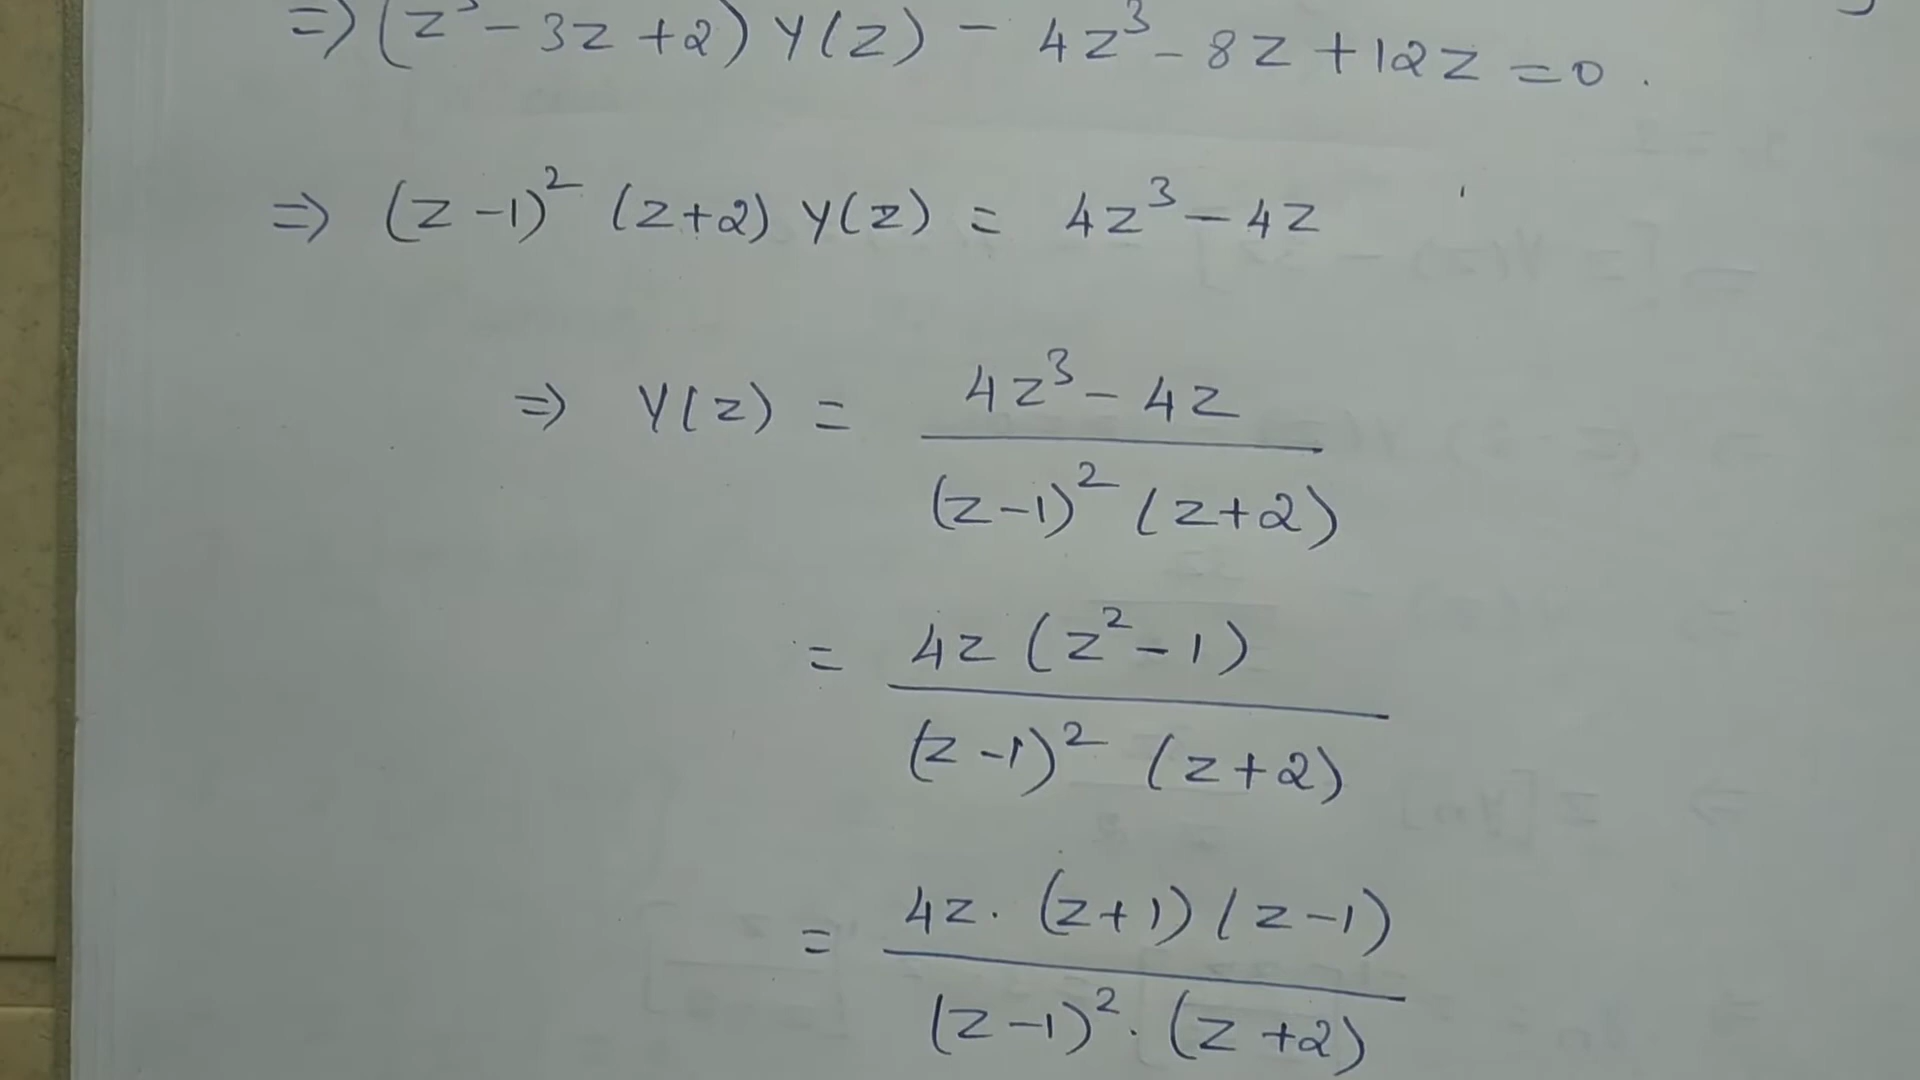 ⇒ (z³ - 3z + 2) Y(z) - 4z³ - 8z + 12z = 0.
⇒ (z-1)² (z+2) Y(z) = 4z³ - 4z
⇒ Y(z) = 4z³ - 4z / (z-1)² (z+2)
= 4z (z² - 1) / (z-1)² (z+2)
= 4z. (z+1) (z-1) / (z-1)². (z+2)